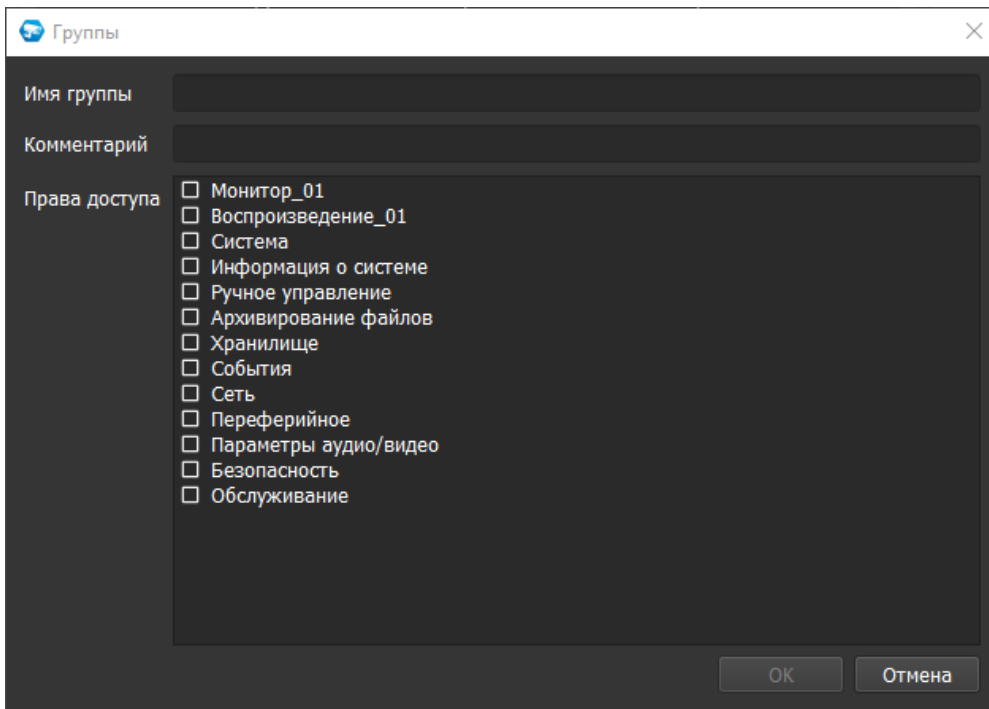 Группы
Имя группы
Комментарий
Права доступа
Монитор_01
Воспроизведение_01
Система
Информация о системе
Ручное управление
Архивирование файлов
Хранилище
События
Сеть
Переферийное
Параметры аудио/видео
Безопасность
Обслуживание
OK
Отмена